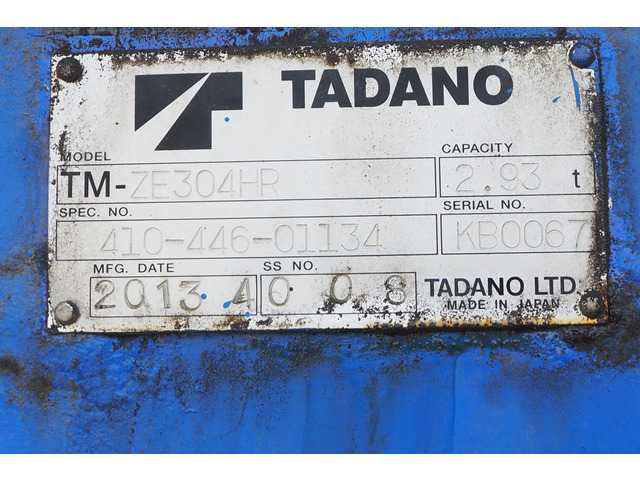 TADANO
MODEL
CAPACITY
TM-ZE304HR
2.93 t
SPEC. NO.
SERIAL NO.
410-446-01134
KB0067
MFG. DATE
SS NO.
2013
0 0 8
TADANO LTD.
MADE IN JAPAN